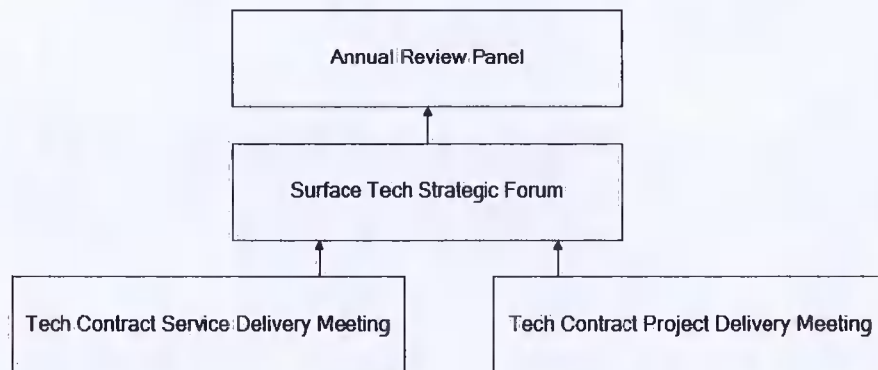 Annual Review Panel
Surface Tech Strategic Forum
Tech Contract Service Delivery Meeting
Tech Contract Project Delivery Meeting